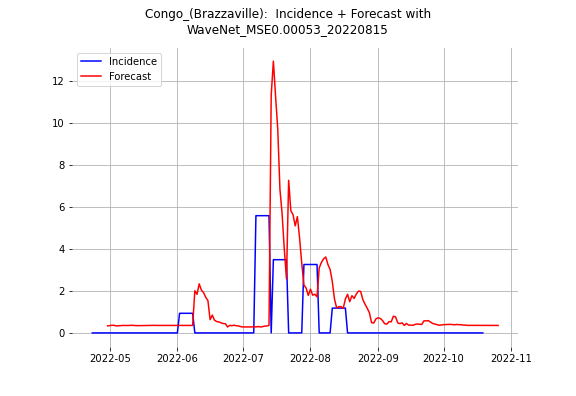 Congo_(Brazzaville):  Incidence + Forecast with
WaveNet_MSE0.00053_20220815
Incidence
Forecast
12
10
8
6
4
2
0
2022-05 2022-06 2022-07 2022-08 2022-09 2022-10 2022-11